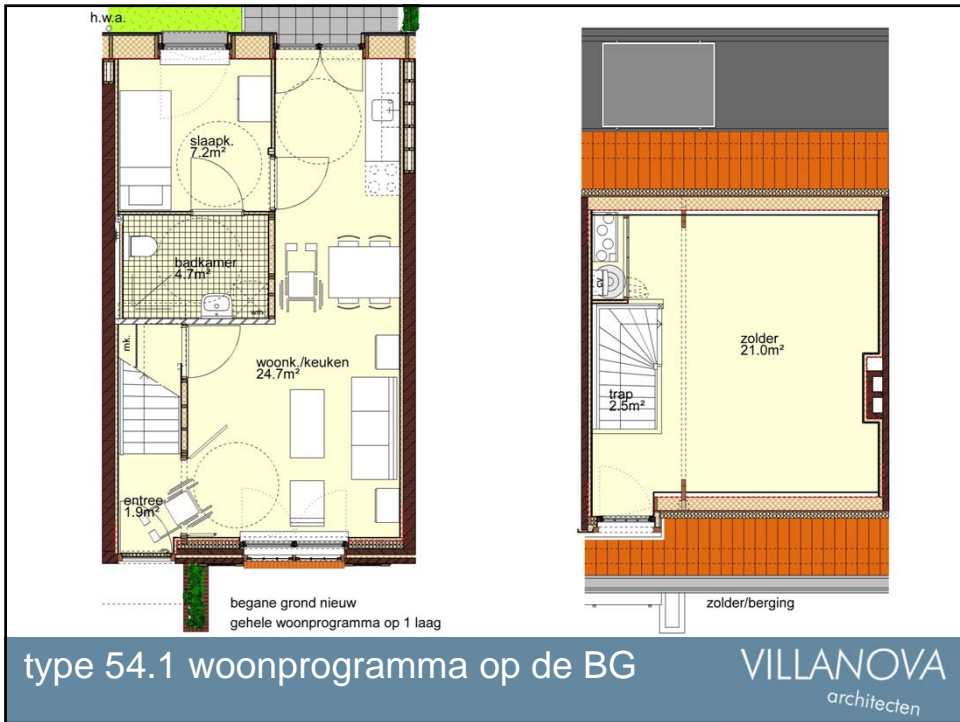 h.w.a.
slaapk.
7.2m²
badkamer
4.7m²
wm
mk.
woonk./keuken
24.7m²
entree
1.9m²
begane grond nieuw
gehele woonprogramma op 1 laag
cv
zolder
21.0m²
trap
2.5m²
zolder/berging
type 54.1 woonprogramma op de BG
VILLANOVA
architecten